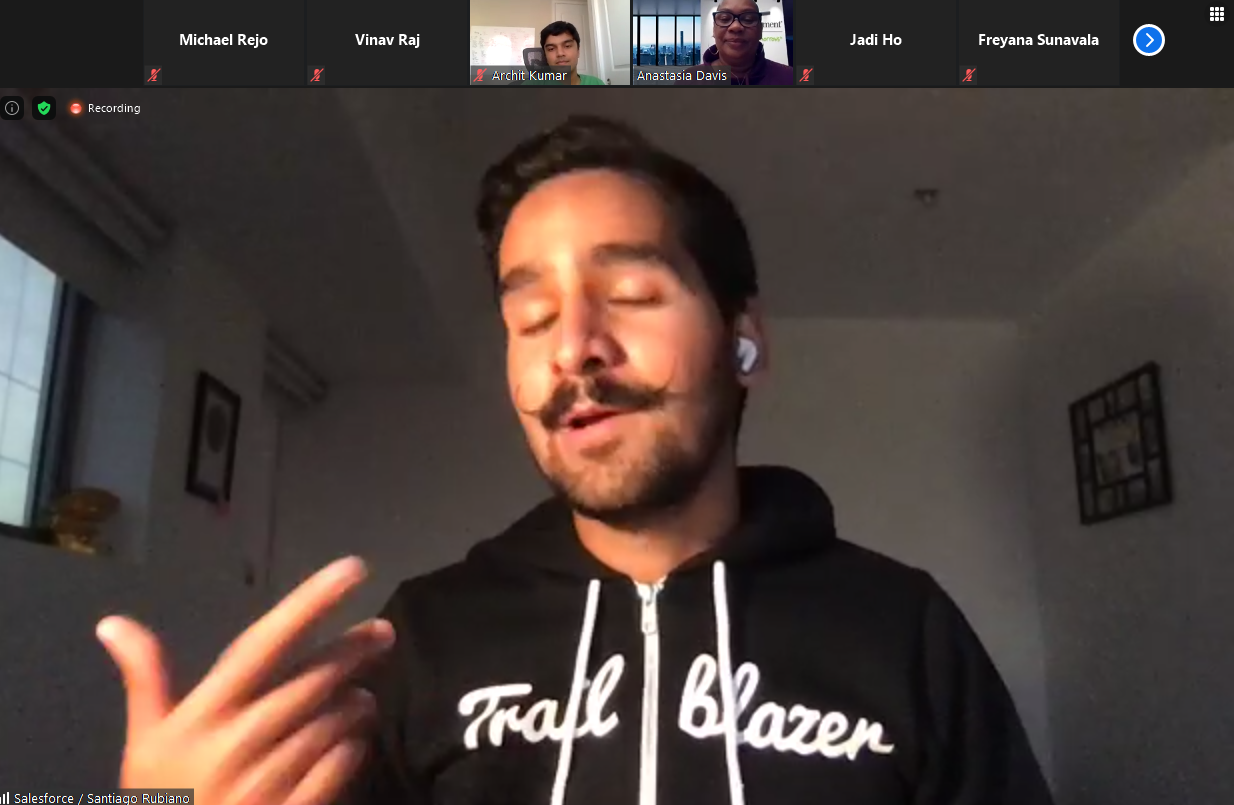 Michael Rejo
Vinav Raj
Archit Kumar
Anastasia Davis
Jadi Ho
Freyana Sunavala
Recording
Trail blazer
Salesforce / Santiago Rubiano